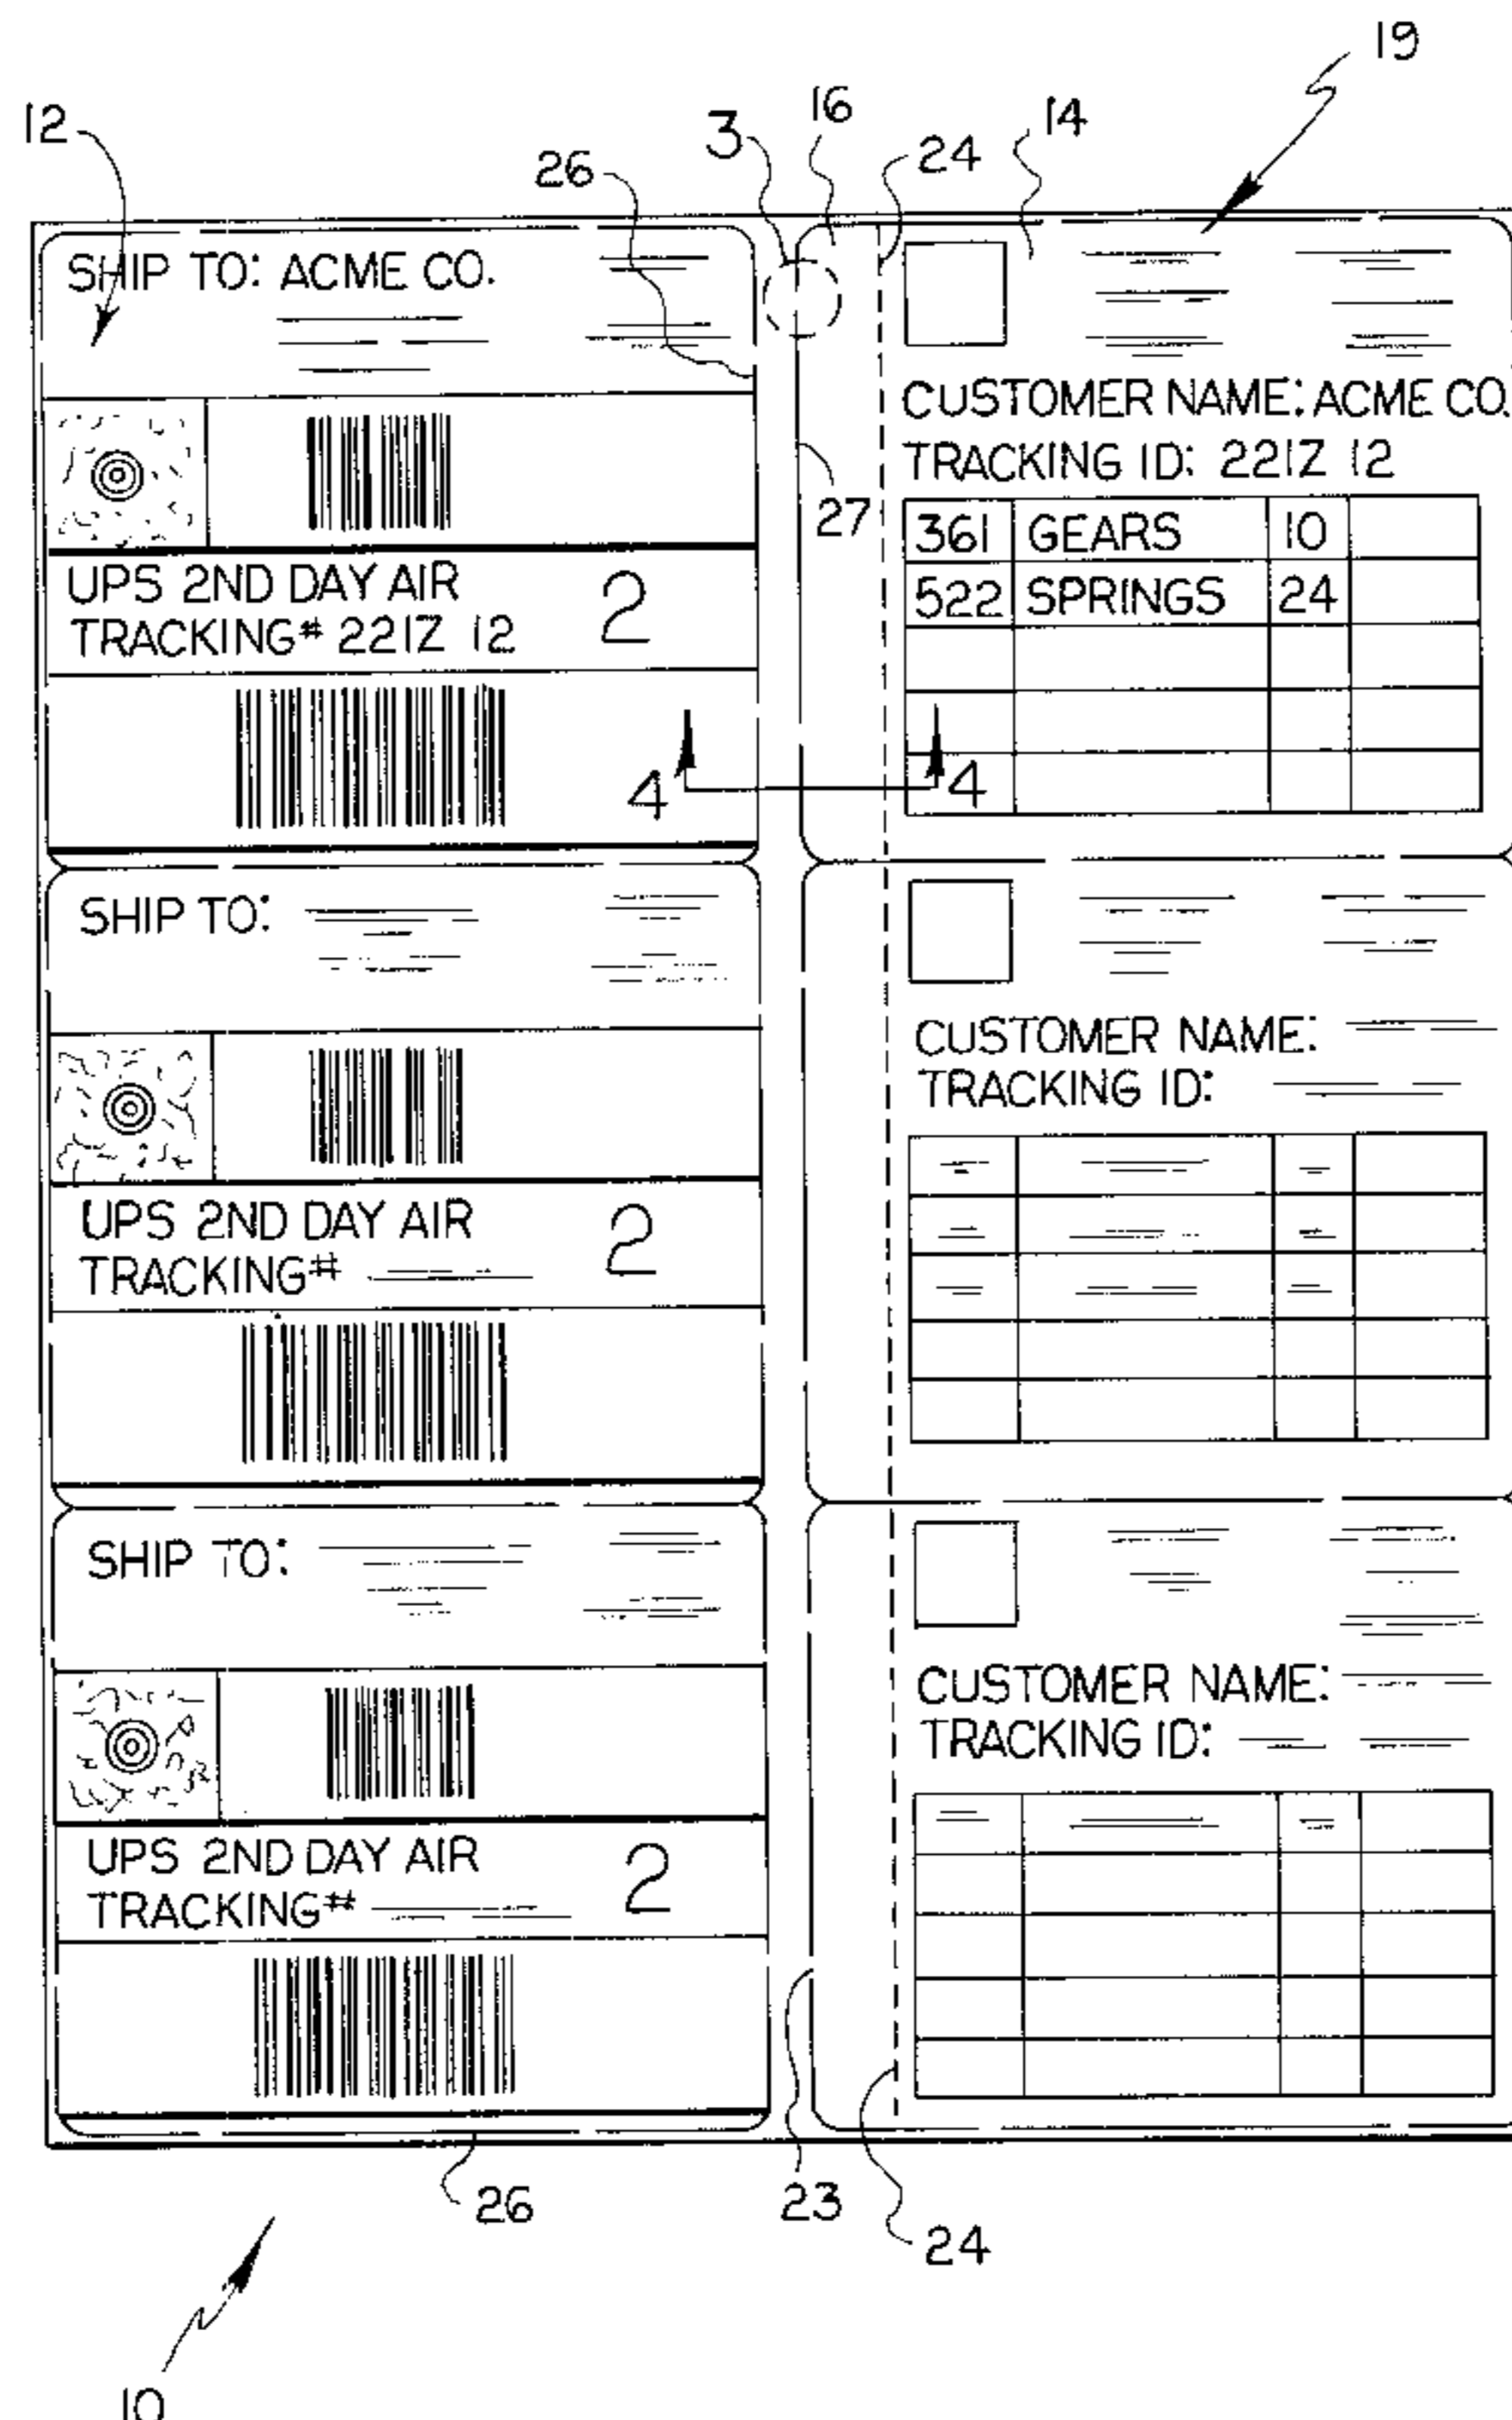 19
12
3
16
24
14
26
SHIP TO: ACME CO.
CUSTOMER NAME: ACME CO.
TRACKING ID: 221Z 12
27
361 GEARS 10
522 SPRINGS 24
UPS 2ND DAY AIR 2
TRACKING# 221Z 12
4 4
SHIP TO:
CUSTOMER NAME:
TRACKING ID:
UPS 2ND DAY AIR 2
TRACKING#
SHIP TO:
CUSTOMER NAME:
TRACKING ID:
UPS 2ND DAY AIR 2
TRACKING#
26
23
24
10